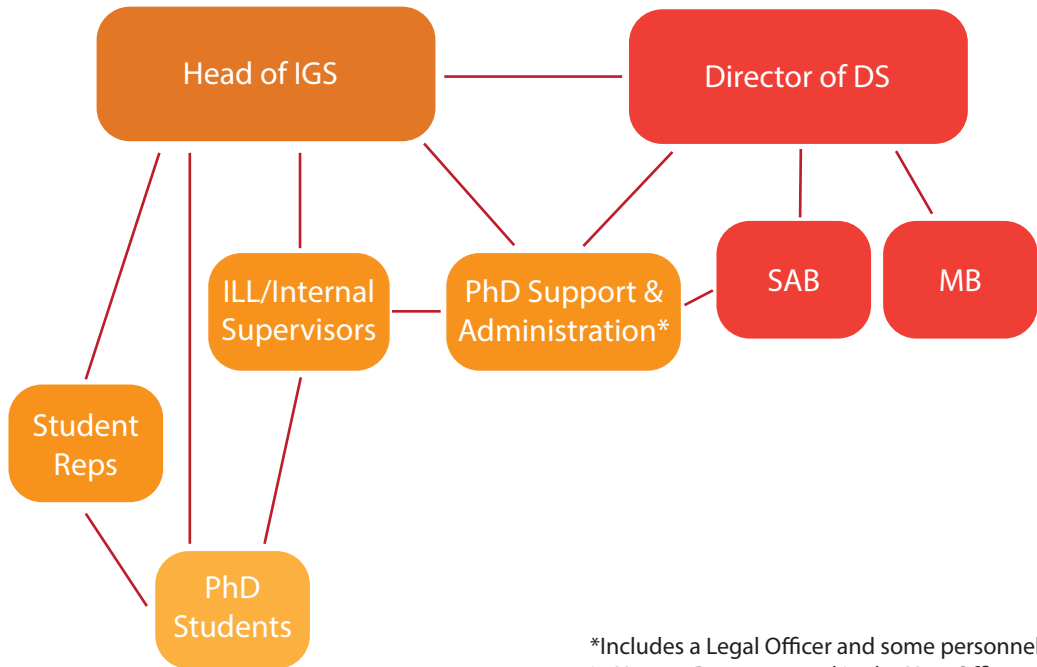 Head of IGS
Director of DS
ILL/Internal
Supervisors
PhD Support &
Administration*
SAB
MB
Student
Reps
PhD
Students
*Includes a Legal Officer and some personnel